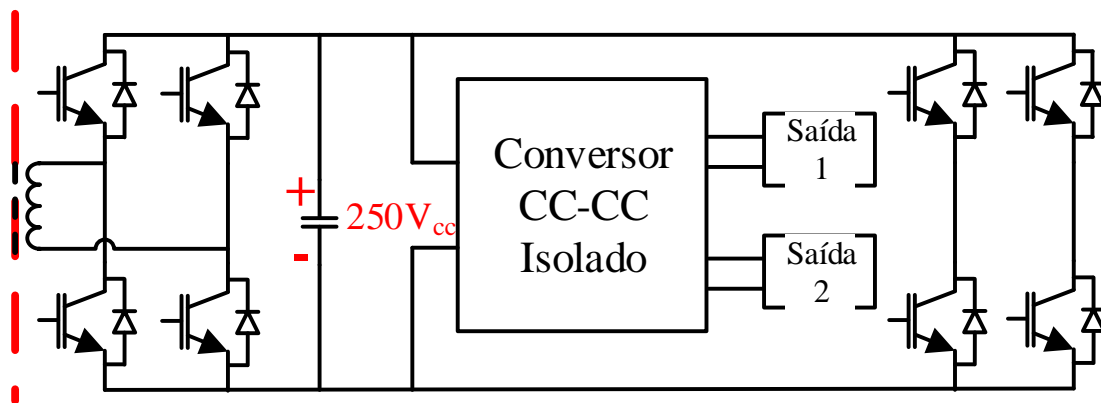 +
250Vcc
-
Conversor
CC-CC
Isolado
Saída
1
Saída
2